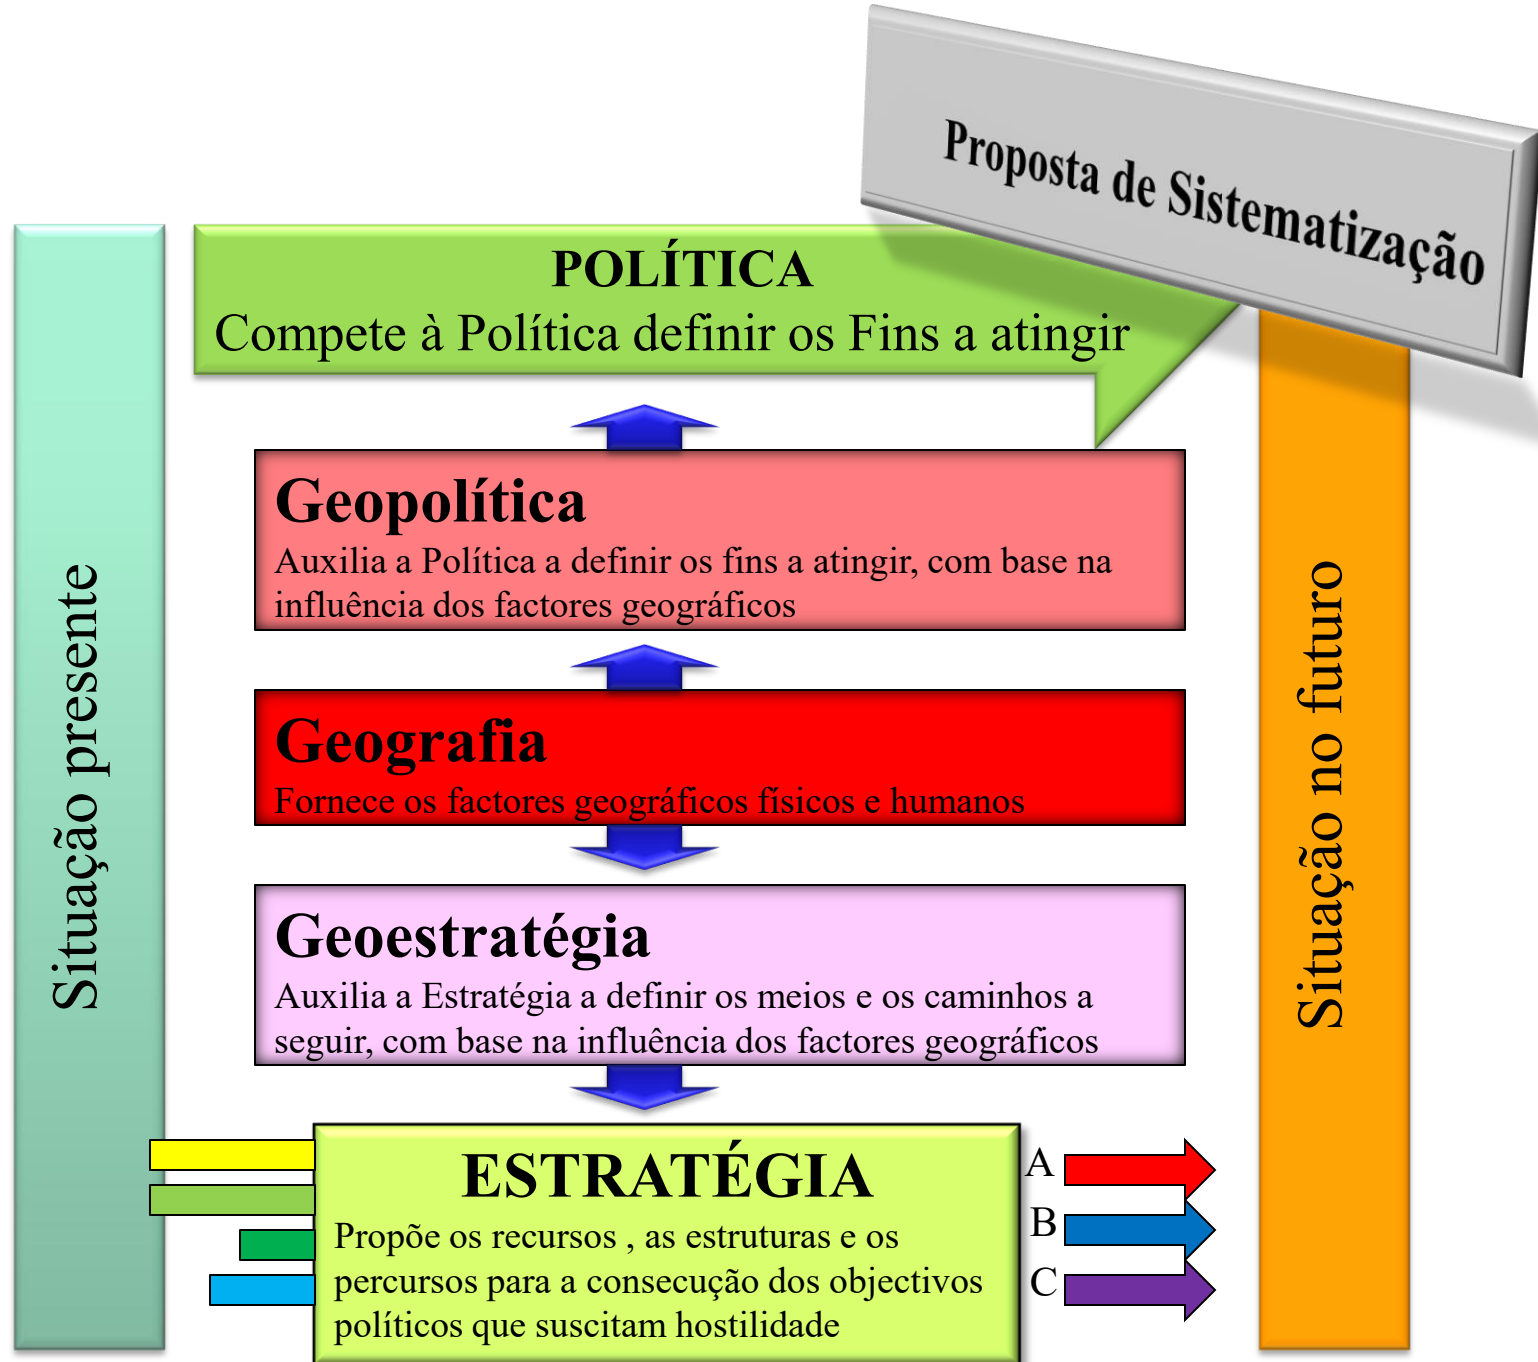 Proposta de Sistematização
POLÍTICA
Compete à Política definir os Fins a atingir
Situação presente
Geopolítica
Auxilia a Política a definir os fins a atingir, com base na
influência dos factores geográficos
Geografia
Fornece os factores geográficos físicos e humanos
Geoestratégia
Auxilia a Estratégia a definir os meios e os caminhos a
seguir, com base na influência dos factores geográficos
ESTRATÉGIA
Propõe os recursos , as estruturas e os
percursos para a consecução dos objectivos
políticos que suscitam hostilidade
A
B
C
Situação no futuro